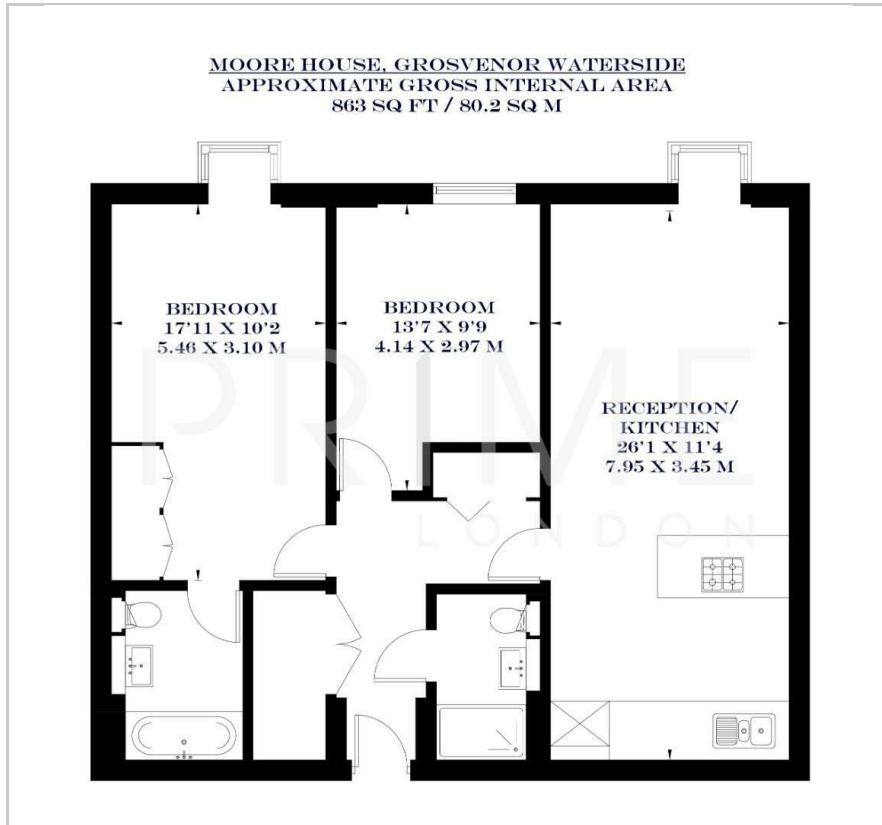 MOORE HOUSE, GROSVENOR WATERSIDE
APPROXIMATE GROSS INTERNAL AREA
863 SQ FT / 80.2 SQ M
BEDROOM
17'11 X 10'2
5.46 X 3.10 M
BEDROOM
13'7 X 9'9
4.14 X 2.97 M
RECEPTION/
KITCHEN
26'1 X 11'4
7.95 X 3.45 M
PRIME
LONDON